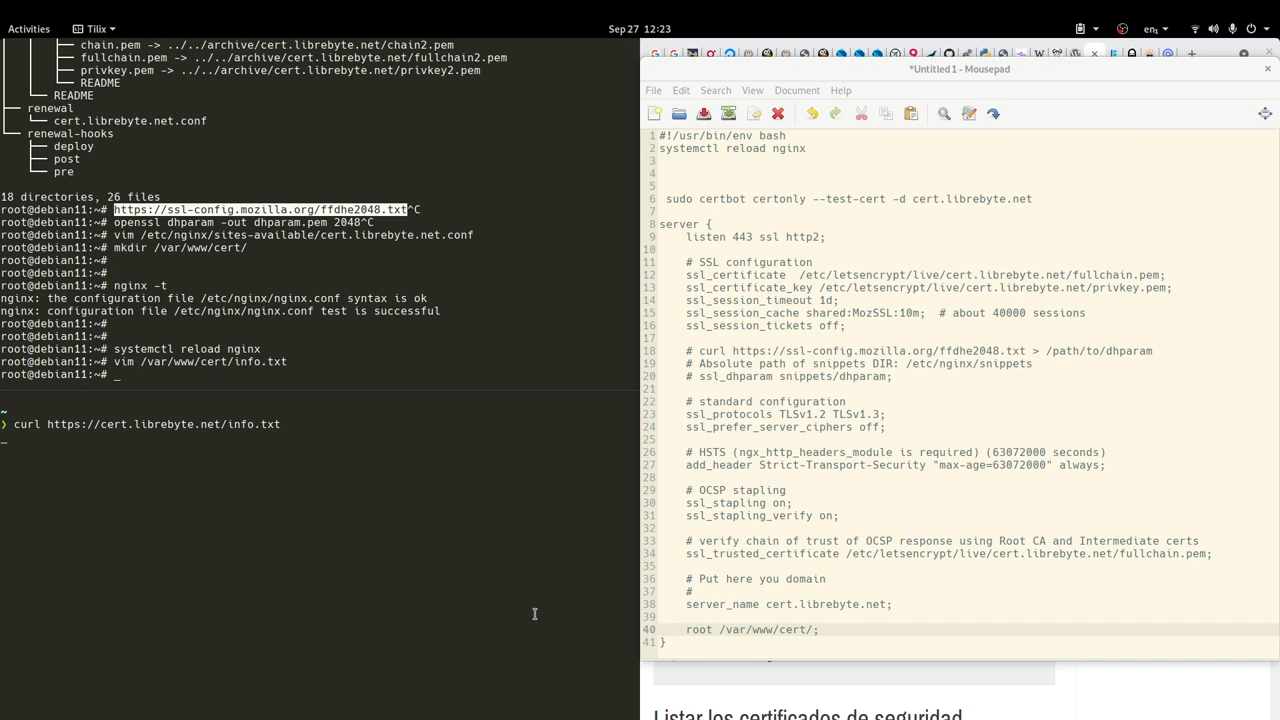 Activities
Tilix
Sep 27 12:23
en₁
chain.pem -> ../../archive/cert.librebyte.net/chain2.pem
fullchain.pem -> ../../archive/cert.librebyte.net/fullchain2.pem
privkey.pem -> ../../archive/cert.librebyte.net/privkey2.pem
README
README
renewal
cert.librebyte.net.conf
renewal-hooks
deploy
post
pre
18 directories, 26 files
root@debian11:~# https://ssl-config.mozilla.org/ffdhe2048.txt^C
root@debian11:~# openssl dhparam -out dhparam.pem 2048^C
root@debian11:~# vim /etc/nginx/sites-available/cert.librebyte.net.conf
root@debian11:~# mkdir /var/www/cert/
root@debian11:~#
root@debian11:~#
root@debian11:~# nginx -t
nginx: the configuration file /etc/nginx/nginx.conf syntax is ok
nginx: configuration file /etc/nginx/nginx.conf test is successful
root@debian11:~#
root@debian11:~#
root@debian11:~# systemctl reload nginx
root@debian11:~# vim /var/www/cert/info.txt
root@debian11:~# _
~
❯ curl https://cert.librebyte.net/info.txt
_
*Untitled 1 - Mousepad
File Edit Search View Document Help
1 #!/usr/bin/env bash
2 systemctl reload nginx
3
4
5
6 sudo certbot certonly --test-cert -d cert.librebyte.net
7
8 server {
9 listen 443 ssl http2;
10
11 # SSL configuration
12 ssl_certificate /etc/letsencrypt/live/cert.librebyte.net/fullchain.pem;
13 ssl_certificate_key /etc/letsencrypt/live/cert.librebyte.net/privkey.pem;
14 ssl_session_timeout 1d;
15 ssl_session_cache shared:MozSSL:10m; # about 40000 sessions
16 ssl_session_tickets off;
17
18 # curl https://ssl-config.mozilla.org/ffdhe2048.txt > /path/to/dhparam
19 # Absolute path of snippets DIR: /etc/nginx/snippets
20 # ssl_dhparam snippets/dhparam;
21
22 # standard configuration
23 ssl_protocols TLSv1.2 TLSv1.3;
24 ssl_prefer_server_ciphers off;
25
26 # HSTS (ngx_http_headers_module is required) (63072000 seconds)
27 add_header Strict-Transport-Security "max-age=63072000" always;
28
29 # OCSP stapling
30 ssl_stapling on;
31 ssl_stapling_verify on;
32
33 # verify chain of trust of OCSP response using Root CA and Intermediate certs
34 ssl_trusted_certificate /etc/letsencrypt/live/cert.librebyte.net/fullchain.pem;
35
36 # Put here you domain
37 #
38 server_name cert.librebyte.net;
39
40 root /var/www/cert/;
41 }
Listar los certificados de seguridad